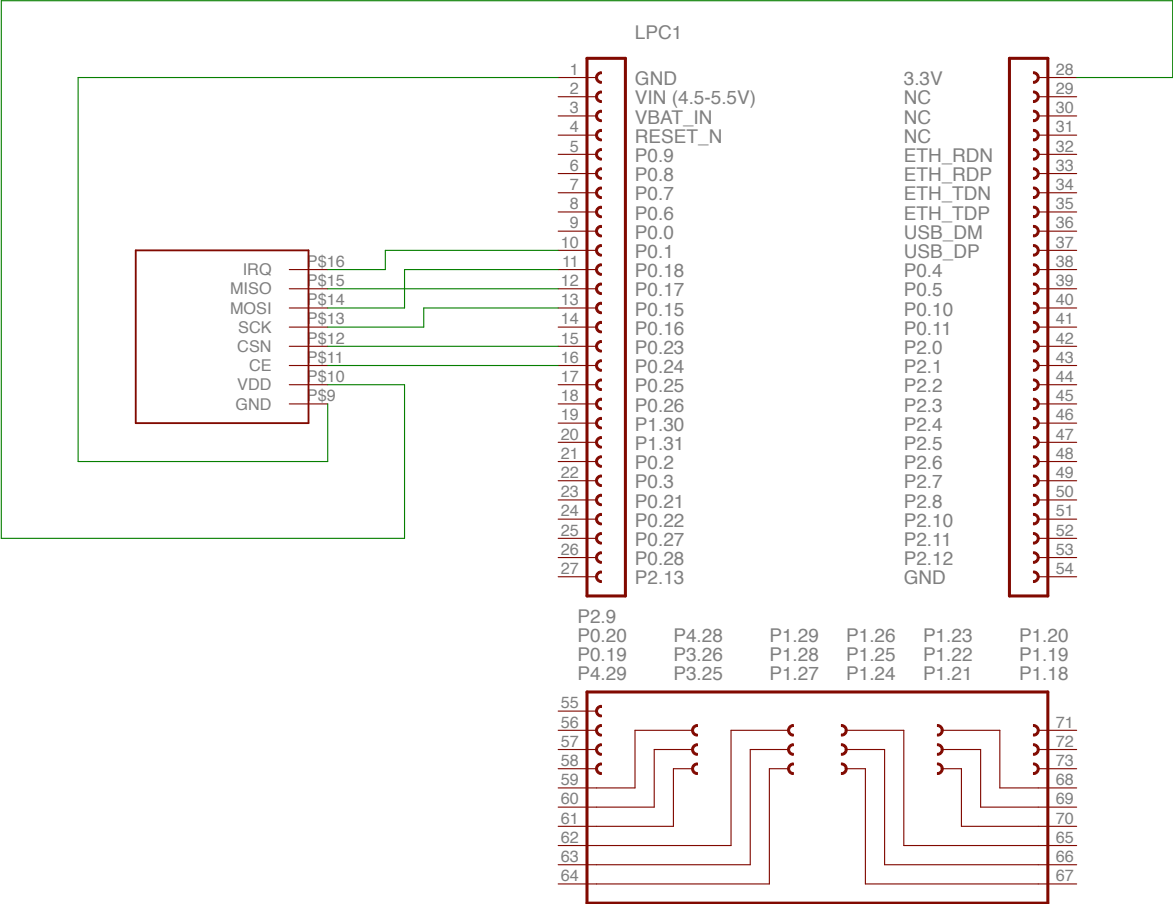 LPC1
1 GND 3.3V 28
2 VIN (4.5-5.5V) NC 29
3 VBAT_IN NC 30
4 RESET_N NC 31
5 P0.9 ETH_RDN 32
6 P0.8 ETH_RDP 33
7 P0.7 ETH_TDN 34
8 P0.6 ETH_TDP 35
9 P0.0 USB_DM 36
10 P0.1 USB_DP 37
11 P0.18 P0.4 38
12 P0.17 P0.5 39
13 P0.15 P0.10 40
14 P0.16 P0.11 41
15 P0.23 P2.0 42
16 P0.24 P2.1 43
17 P0.25 P2.2 44
18 P0.26 P2.3 45
19 P1.30 P2.4 46
20 P1.31 P2.5 47
21 P0.2 P2.6 48
22 P0.3 P2.7 49
23 P0.21 P2.8 50
24 P0.22 P2.10 51
25 P0.27 P2.11 52
26 P0.28 P2.12 53
27 P2.13 GND 54
IRQ P$16
MISO P$15
MOSI P$14
SCK P$13
CSN P$12
CE P$11
VDD P$10
GND P$9
P2.9
P0.20 P4.28 P1.29 P1.26 P1.23 P1.20
P0.19 P3.26 P1.28 P1.25 P1.22 P1.19
P4.29 P3.25 P1.27 P1.24 P1.21 P1.18
55
56 71
57 72
58 73
59 68
60 69
61 70
62 65
63 66
64 67